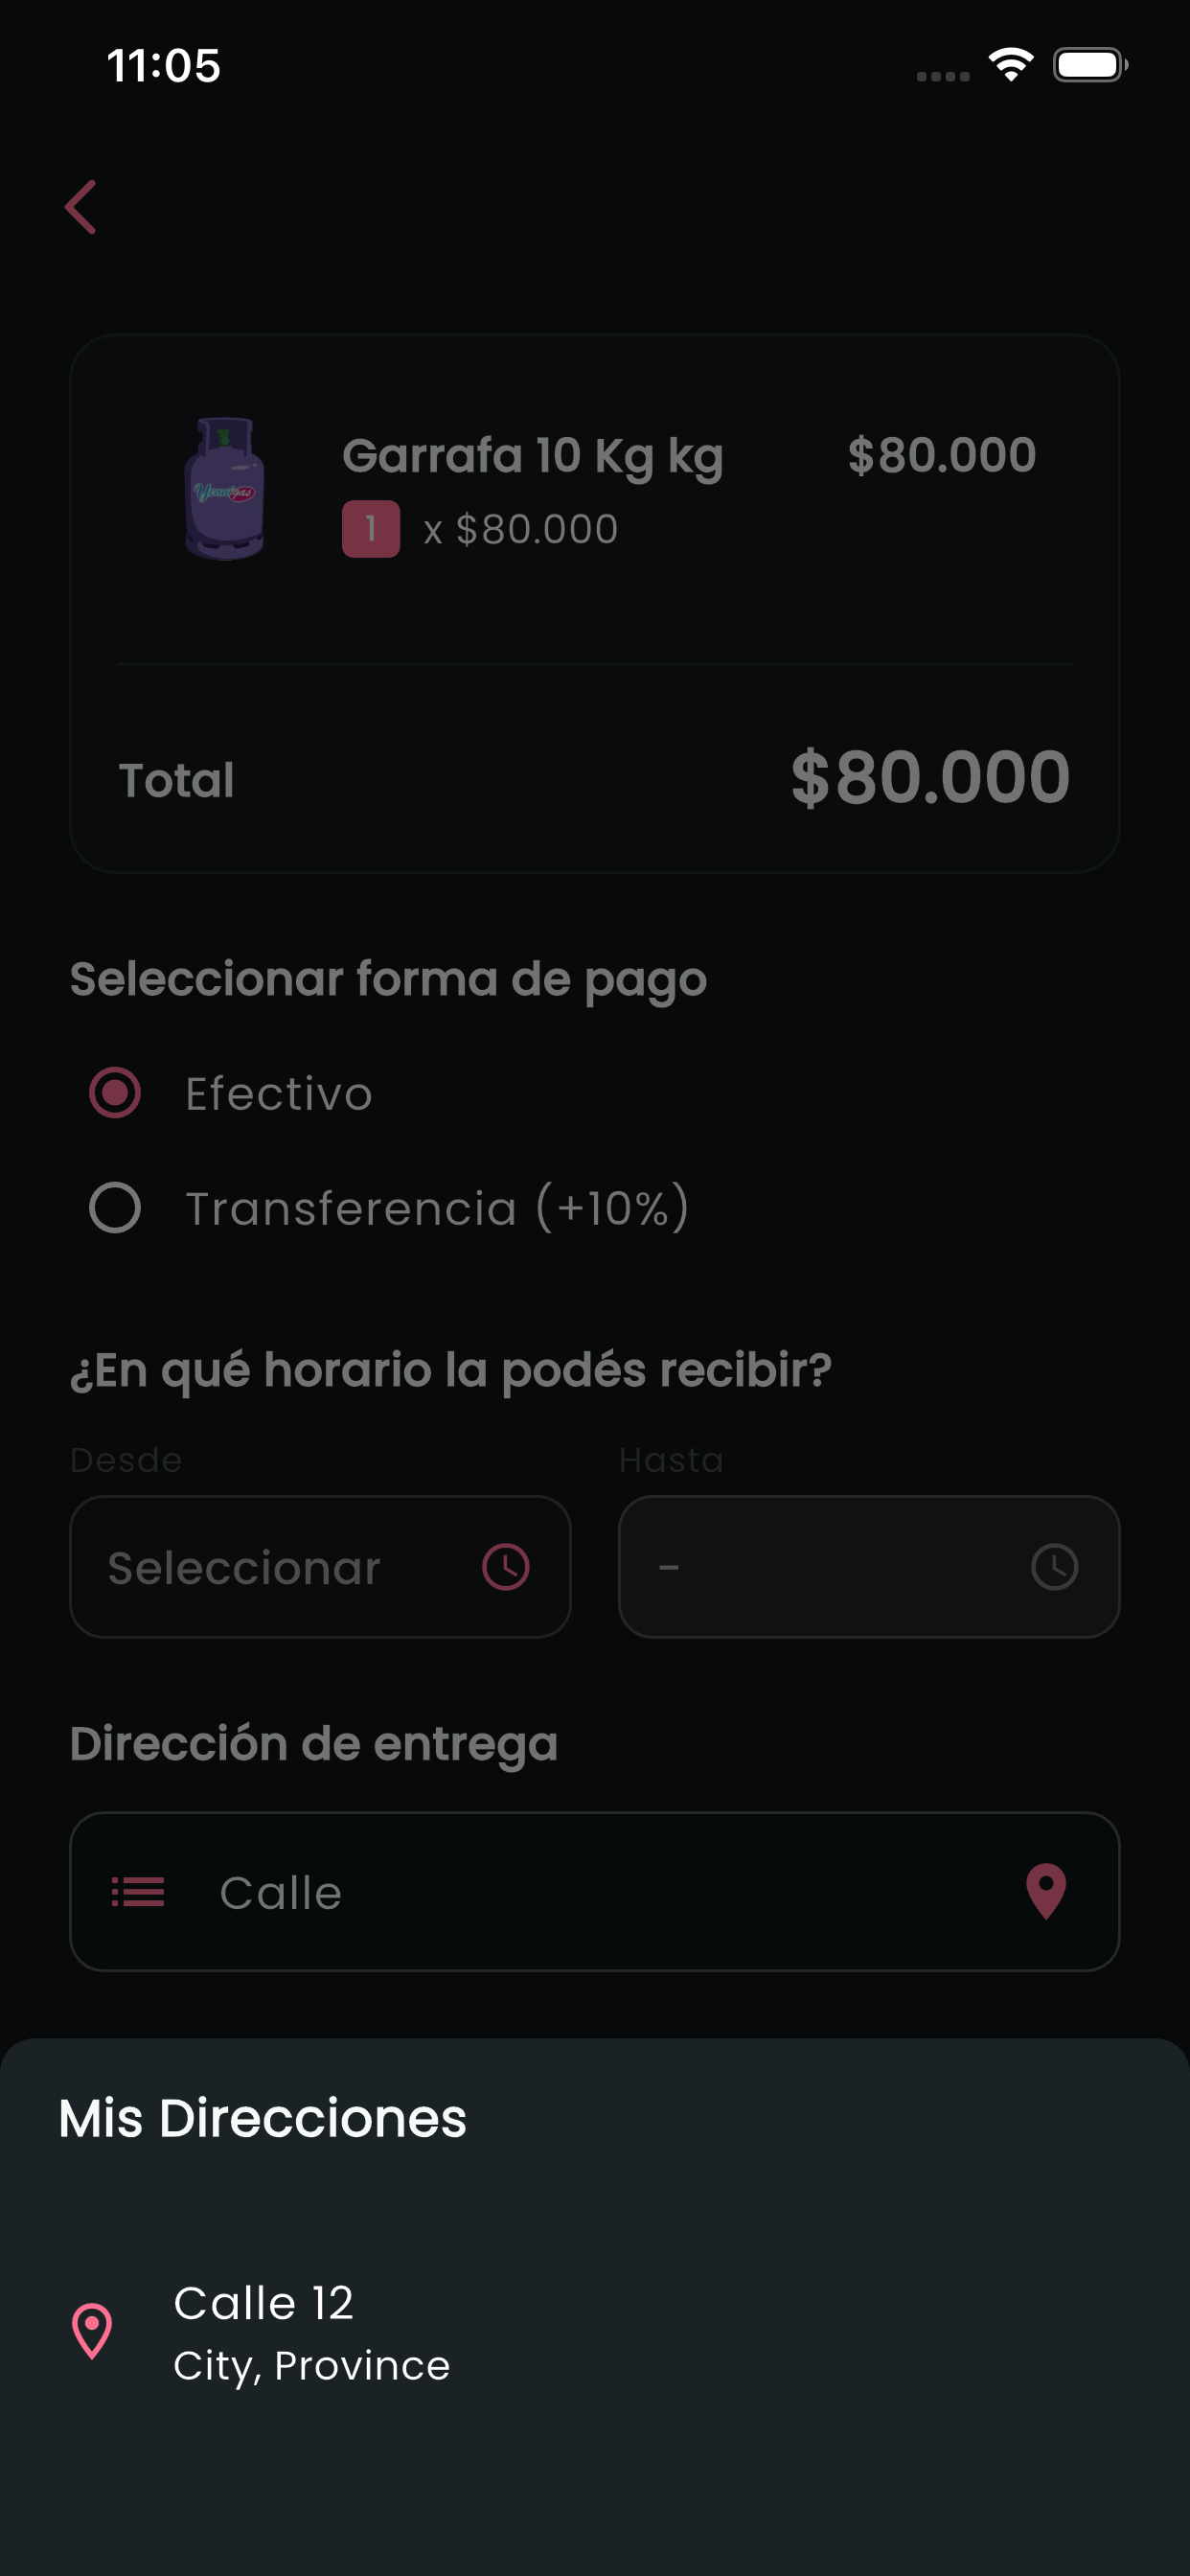 11:05
Yominigas
Garrafa 10 Kg kg $80.000
1 x $80.000
Total $80.000
Seleccionar forma de pago
Efectivo
Transferencia (+10%)
¿En qué horario la podés recibir?
Desde Hasta
Seleccionar -
Dirección de entrega
Calle
Mis Direcciones
Calle 12
City, Province